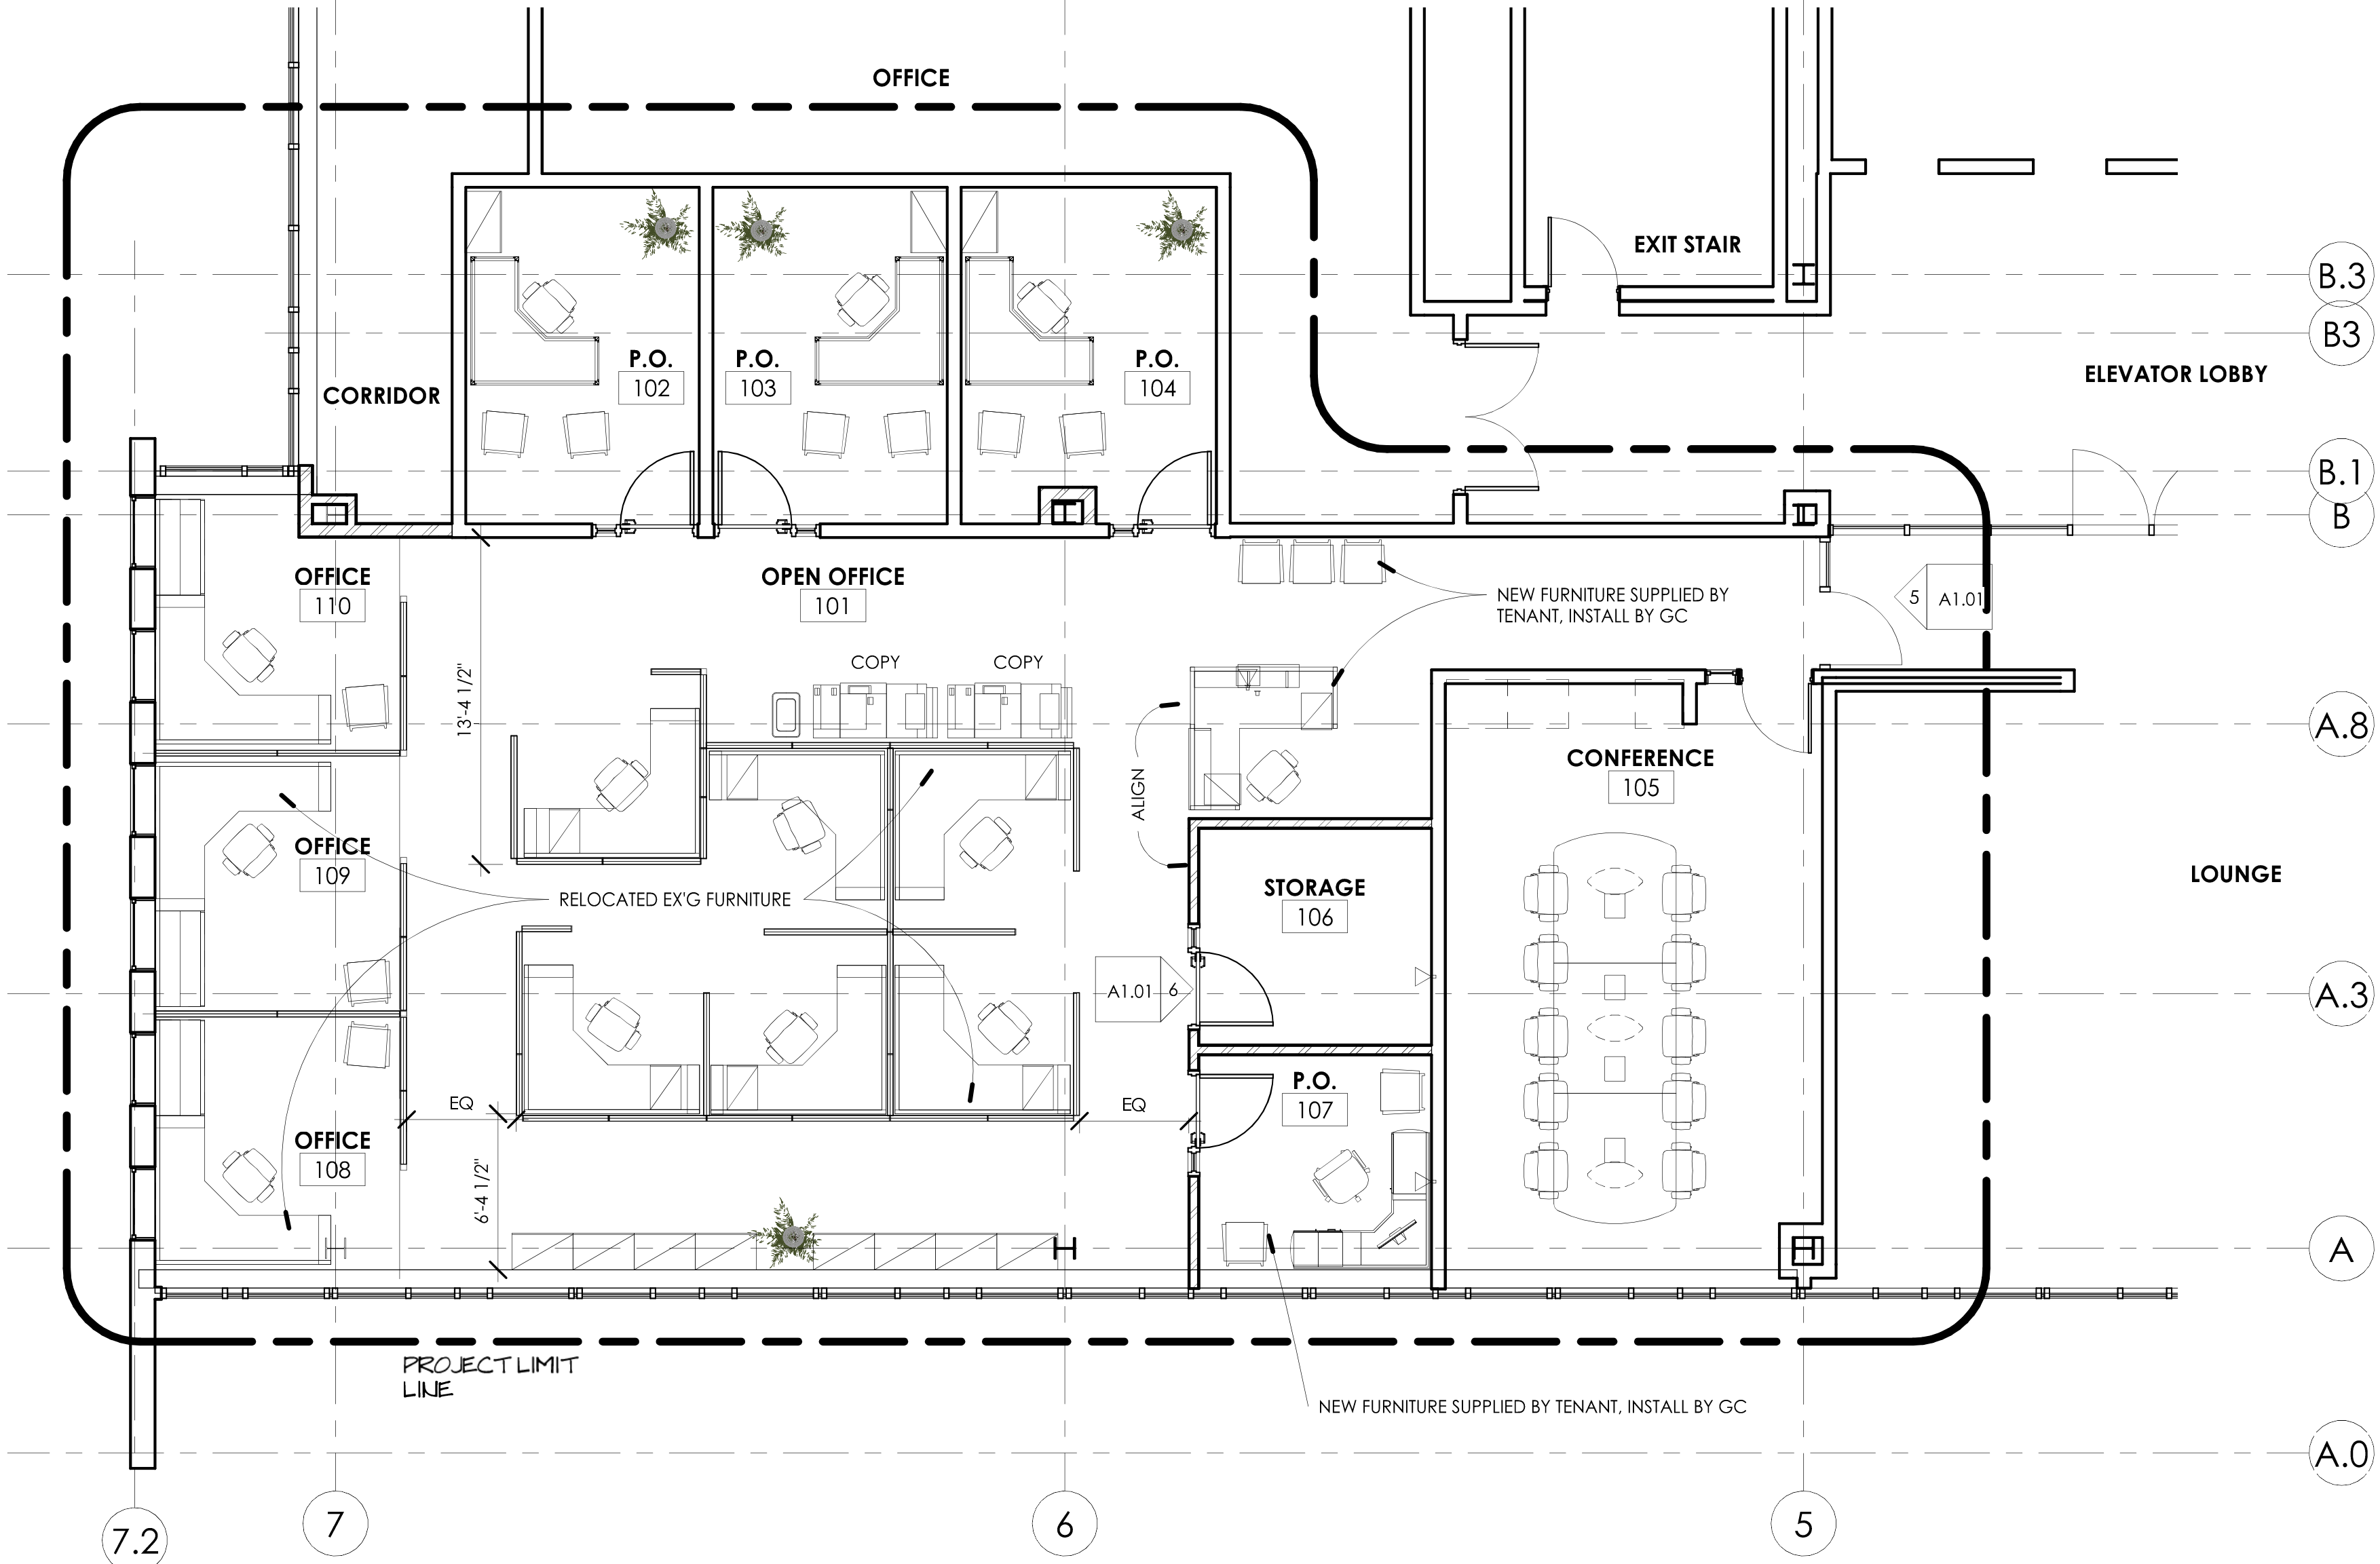 OFFICE
EXIT STAIR
B.3
B3
P.O.
102
P.O.
103
P.O.
104
ELEVATOR LOBBY
CORRIDOR
B.1
B
OFFICE
110
OPEN OFFICE
101
NEW FURNITURE SUPPLIED BY
TENANT, INSTALL BY GC
5
A1.01
COPY
COPY
13'-4 1/2"
A.8
ALIGN
CONFERENCE
105
OFFICE
109
STORAGE
106
LOUNGE
RELOCATED EX'G FURNITURE
A1.01
6
A.3
P.O.
107
EQ
EQ
OFFICE
108
6'-4 1/2"
A
PROJECT LIMIT
LINE
NEW FURNITURE SUPPLIED BY TENANT, INSTALL BY GC
A.0
7.2
7
6
5